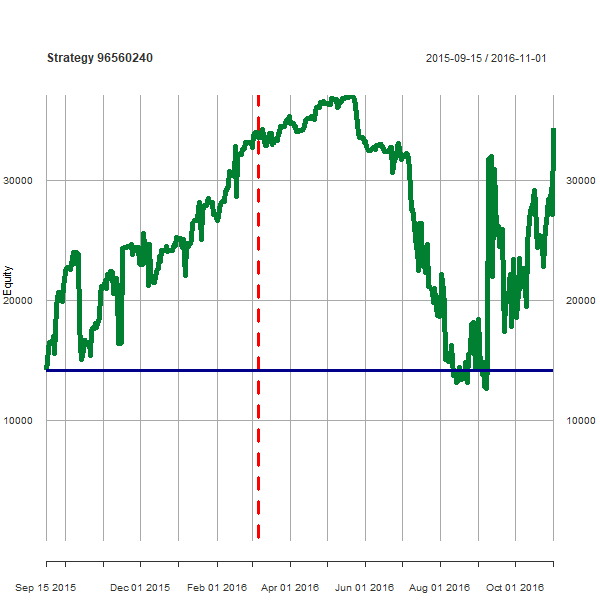 Strategy 96560240
2015-09-15 / 2016-11-01
Equity
30000
20000
10000
30000
20000
10000
Sep 15 2015
Dec 01 2015
Feb 01 2016
Apr 01 2016
Jun 01 2016
Aug 01 2016
Oct 01 2016